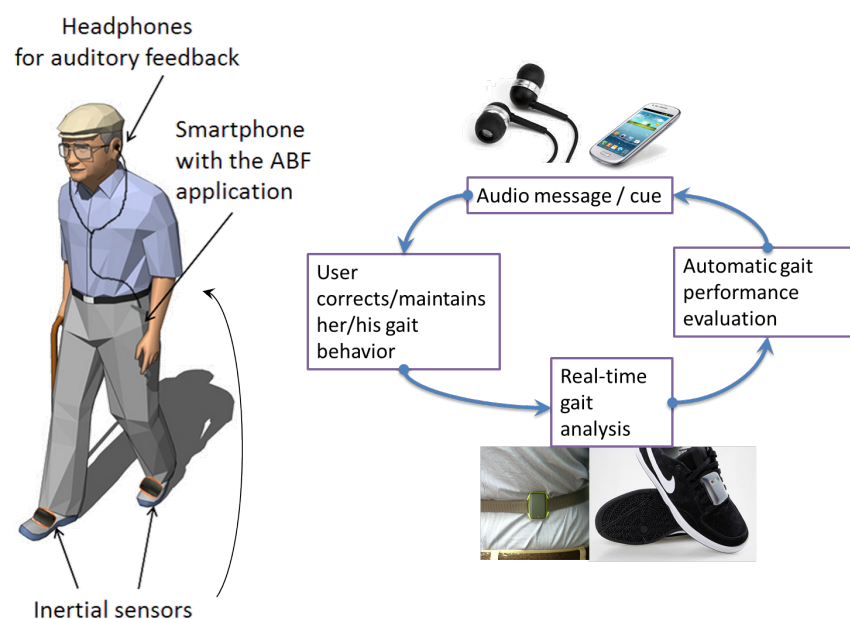 Headphones
for auditory feedback
Smartphone
with the ABF
application
Inertial sensors
Audio message / cue
User
corrects/maintains
her/his gait
behavior
Automatic gait
performance
evaluation
Real-time
gait
analysis